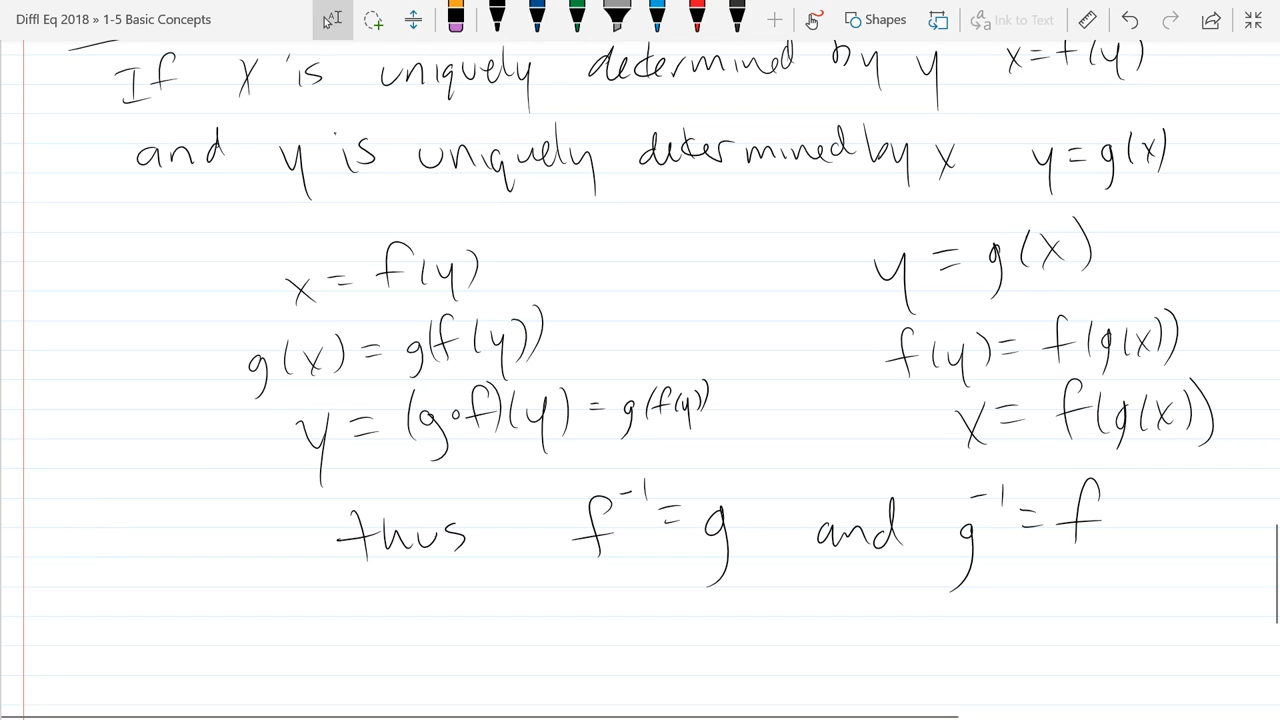 Diffl Eq 2018 » 1-5 Basic Concepts Shapes Ink to Text
If x is uniquely determined by y x = f(y)
and y is uniquely determined by x y = g(x)
x = f(y) y = g(x)
g(x) = g(f(y)) f(y) = f(g(x))
y = (g∘f)(y) = g(f(y)) x = f(g(x))
thus f⁻¹ = g and g⁻¹ = f